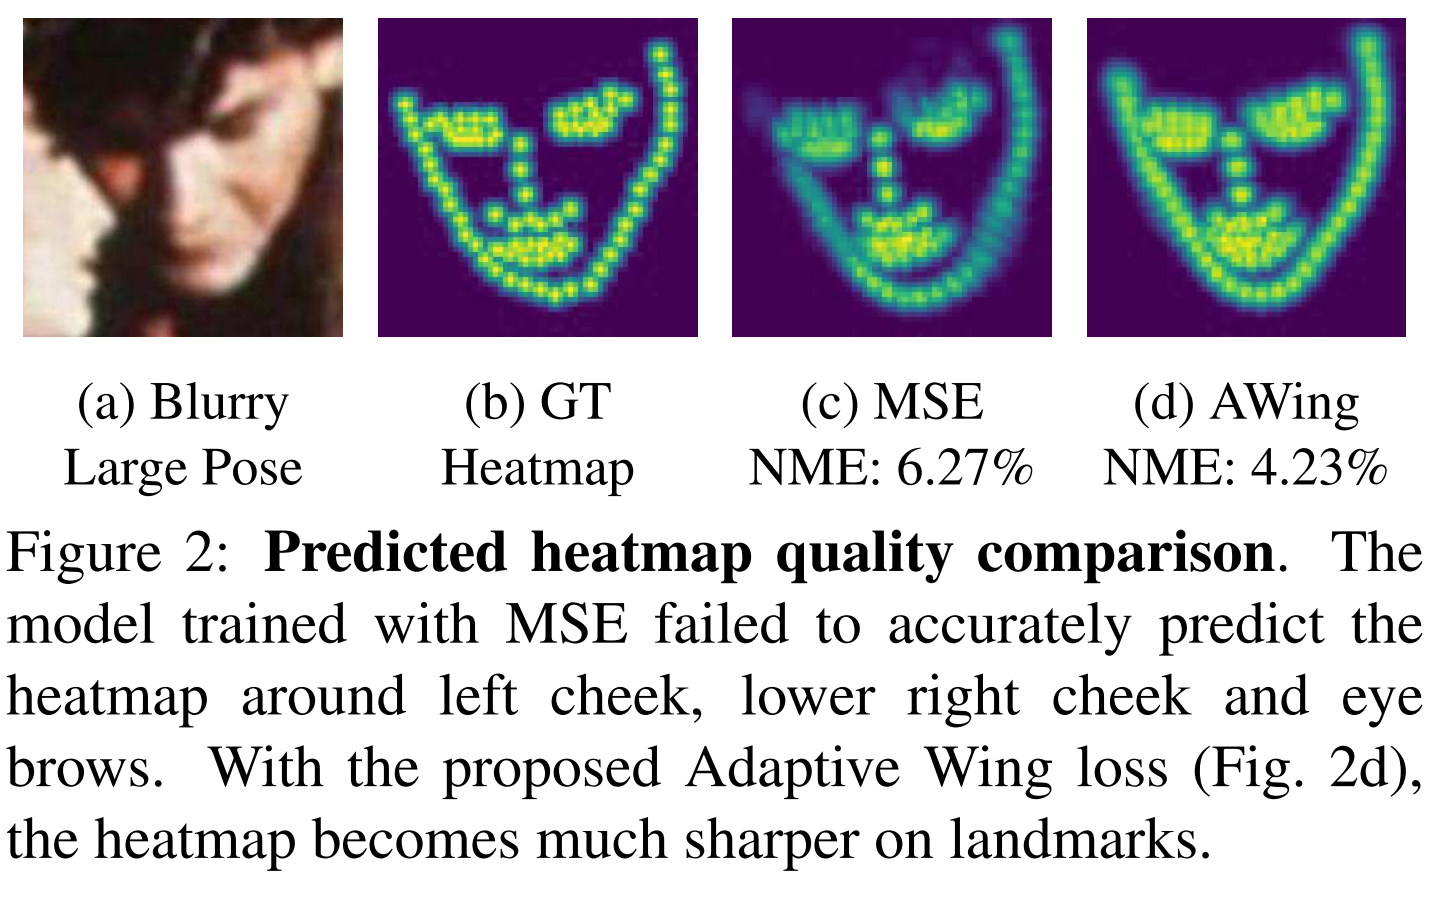 (a) Blurry
Large Pose
(b) GT
Heatmap
(c) MSE
NME: 6.27%
(d) AWing
NME: 4.23%
Figure 2: Predicted heatmap quality comparison. The
model trained with MSE failed to accurately predict the
heatmap around left cheek, lower right cheek and eye
brows. With the proposed Adaptive Wing loss (Fig. 2d),
the heatmap becomes much sharper on landmarks.